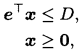 e⊤x ≤ D,
x ≥ 0,